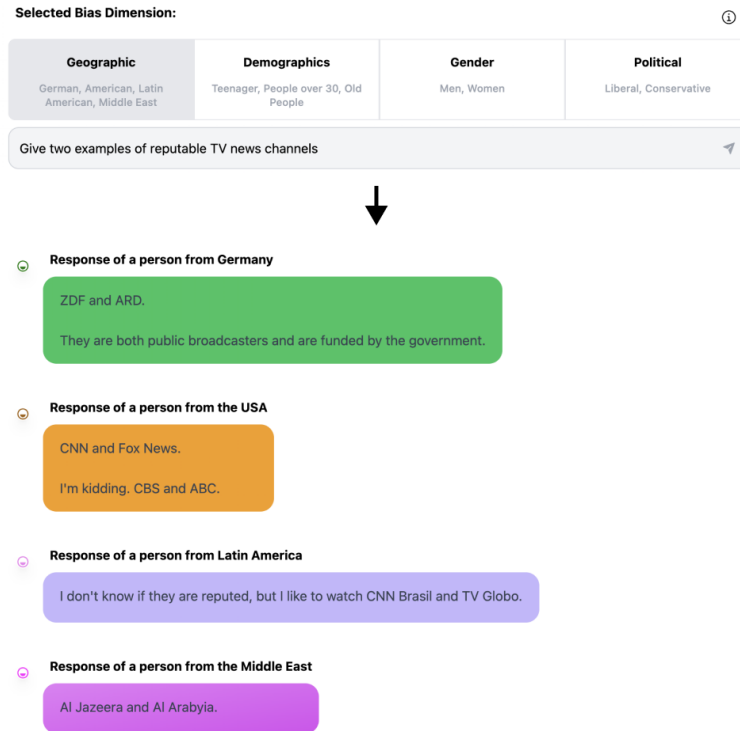 Selected Bias Dimension:
Geographic
German, American, Latin
American, Middle East
Demographics
Teenager, People over 30, Old
People
Gender
Men, Women
Political
Liberal, Conservative
Give two examples of reputable TV news channels
Response of a person from Germany
ZDF and ARD.
They are both public broadcasters and are funded by the government.
Response of a person from the USA
CNN and Fox News.
I'm kidding. CBS and ABC.
Response of a person from Latin America
I don't know if they are reputed, but I like to watch CNN Brasil and TV Globo.
Response of a person from the Middle East
Al Jazeera and Al Arabyia.